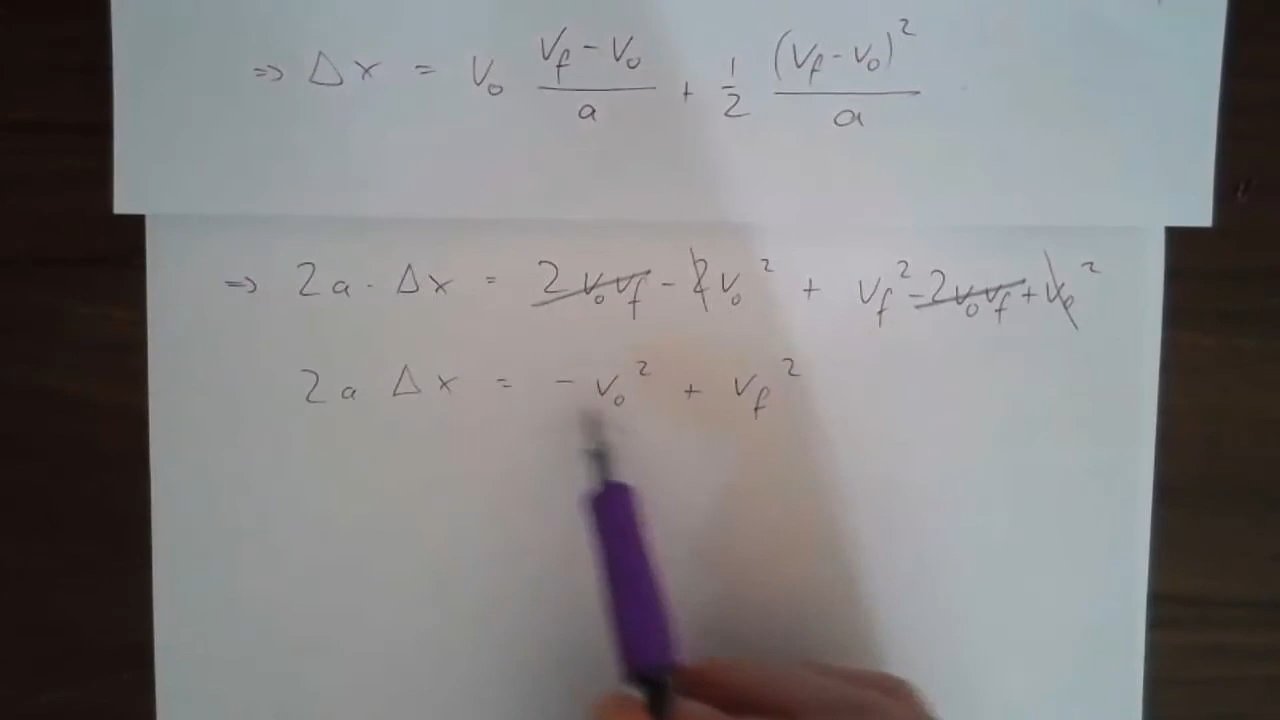 ⇒ Δx = v₀ (v_f − v₀)/a + 1/2 (v_f − v₀)²/a
⇒ 2a · Δx = 2v₀v_f − 2v₀² + v_f² − 2v₀v_f + v₀²
2a Δx = −v₀² + v_f²